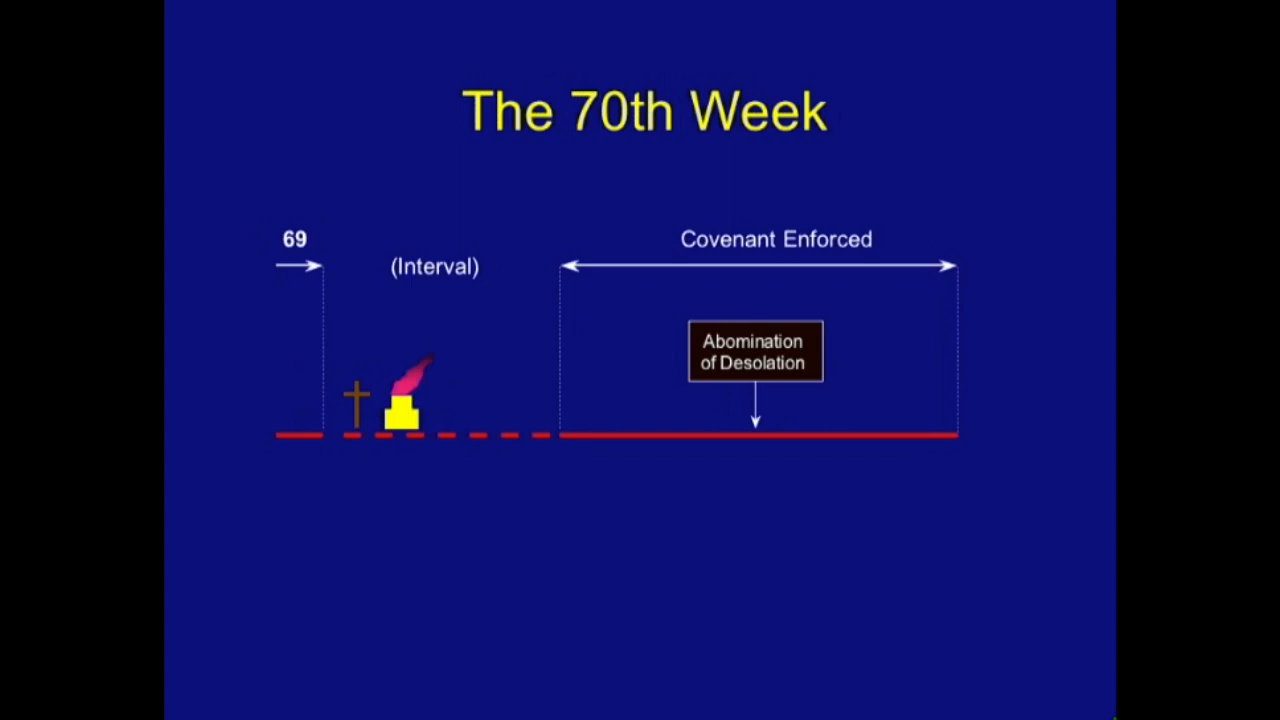 The 70th Week
69
(Interval)
Covenant Enforced
Abomination
of Desolation